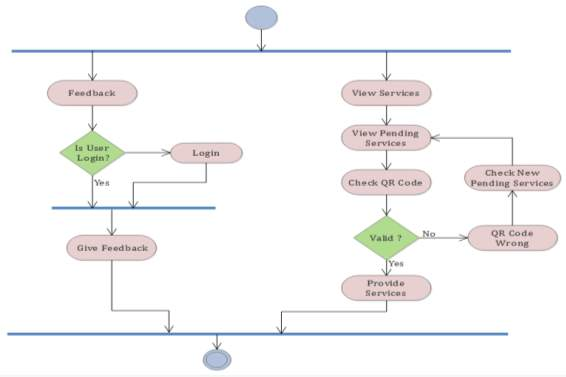 Feedback
Is User
Login?
Login
Yes
Give Feedback
View Services
View Pending
Services
Check QR Code
Valid ?
No
Yes
QR Code
Wrong
Check New
Pending Services
Provide
Services